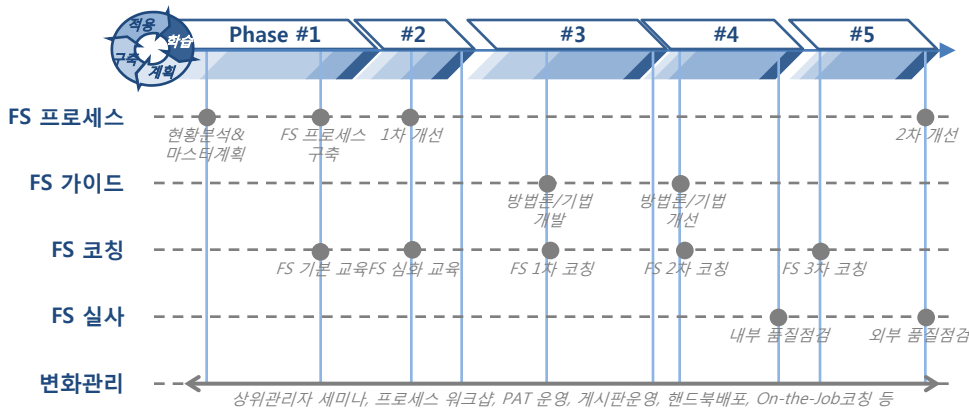 적용
학습
구축
계획
Phase #1
#2
#3
#4
#5
FS 프로세스
현황분석&
마스터계획
FS 프로세스
구축
1차 개선
2차 개선
FS 가이드
방법론/기법
개발
방법론/기법
개선
FS 코칭
FS 기본 교육
FS 심화 교육
FS 1차 코칭
FS 2차 코칭
FS 3차 코칭
FS 실사
내부 품질점검
외부 품질점검
변화관리
상위관리자 세미나, 프로세스 워크샵, PAT 운영, 게시판운영, 핸드북배포, On-the-Job코칭 등